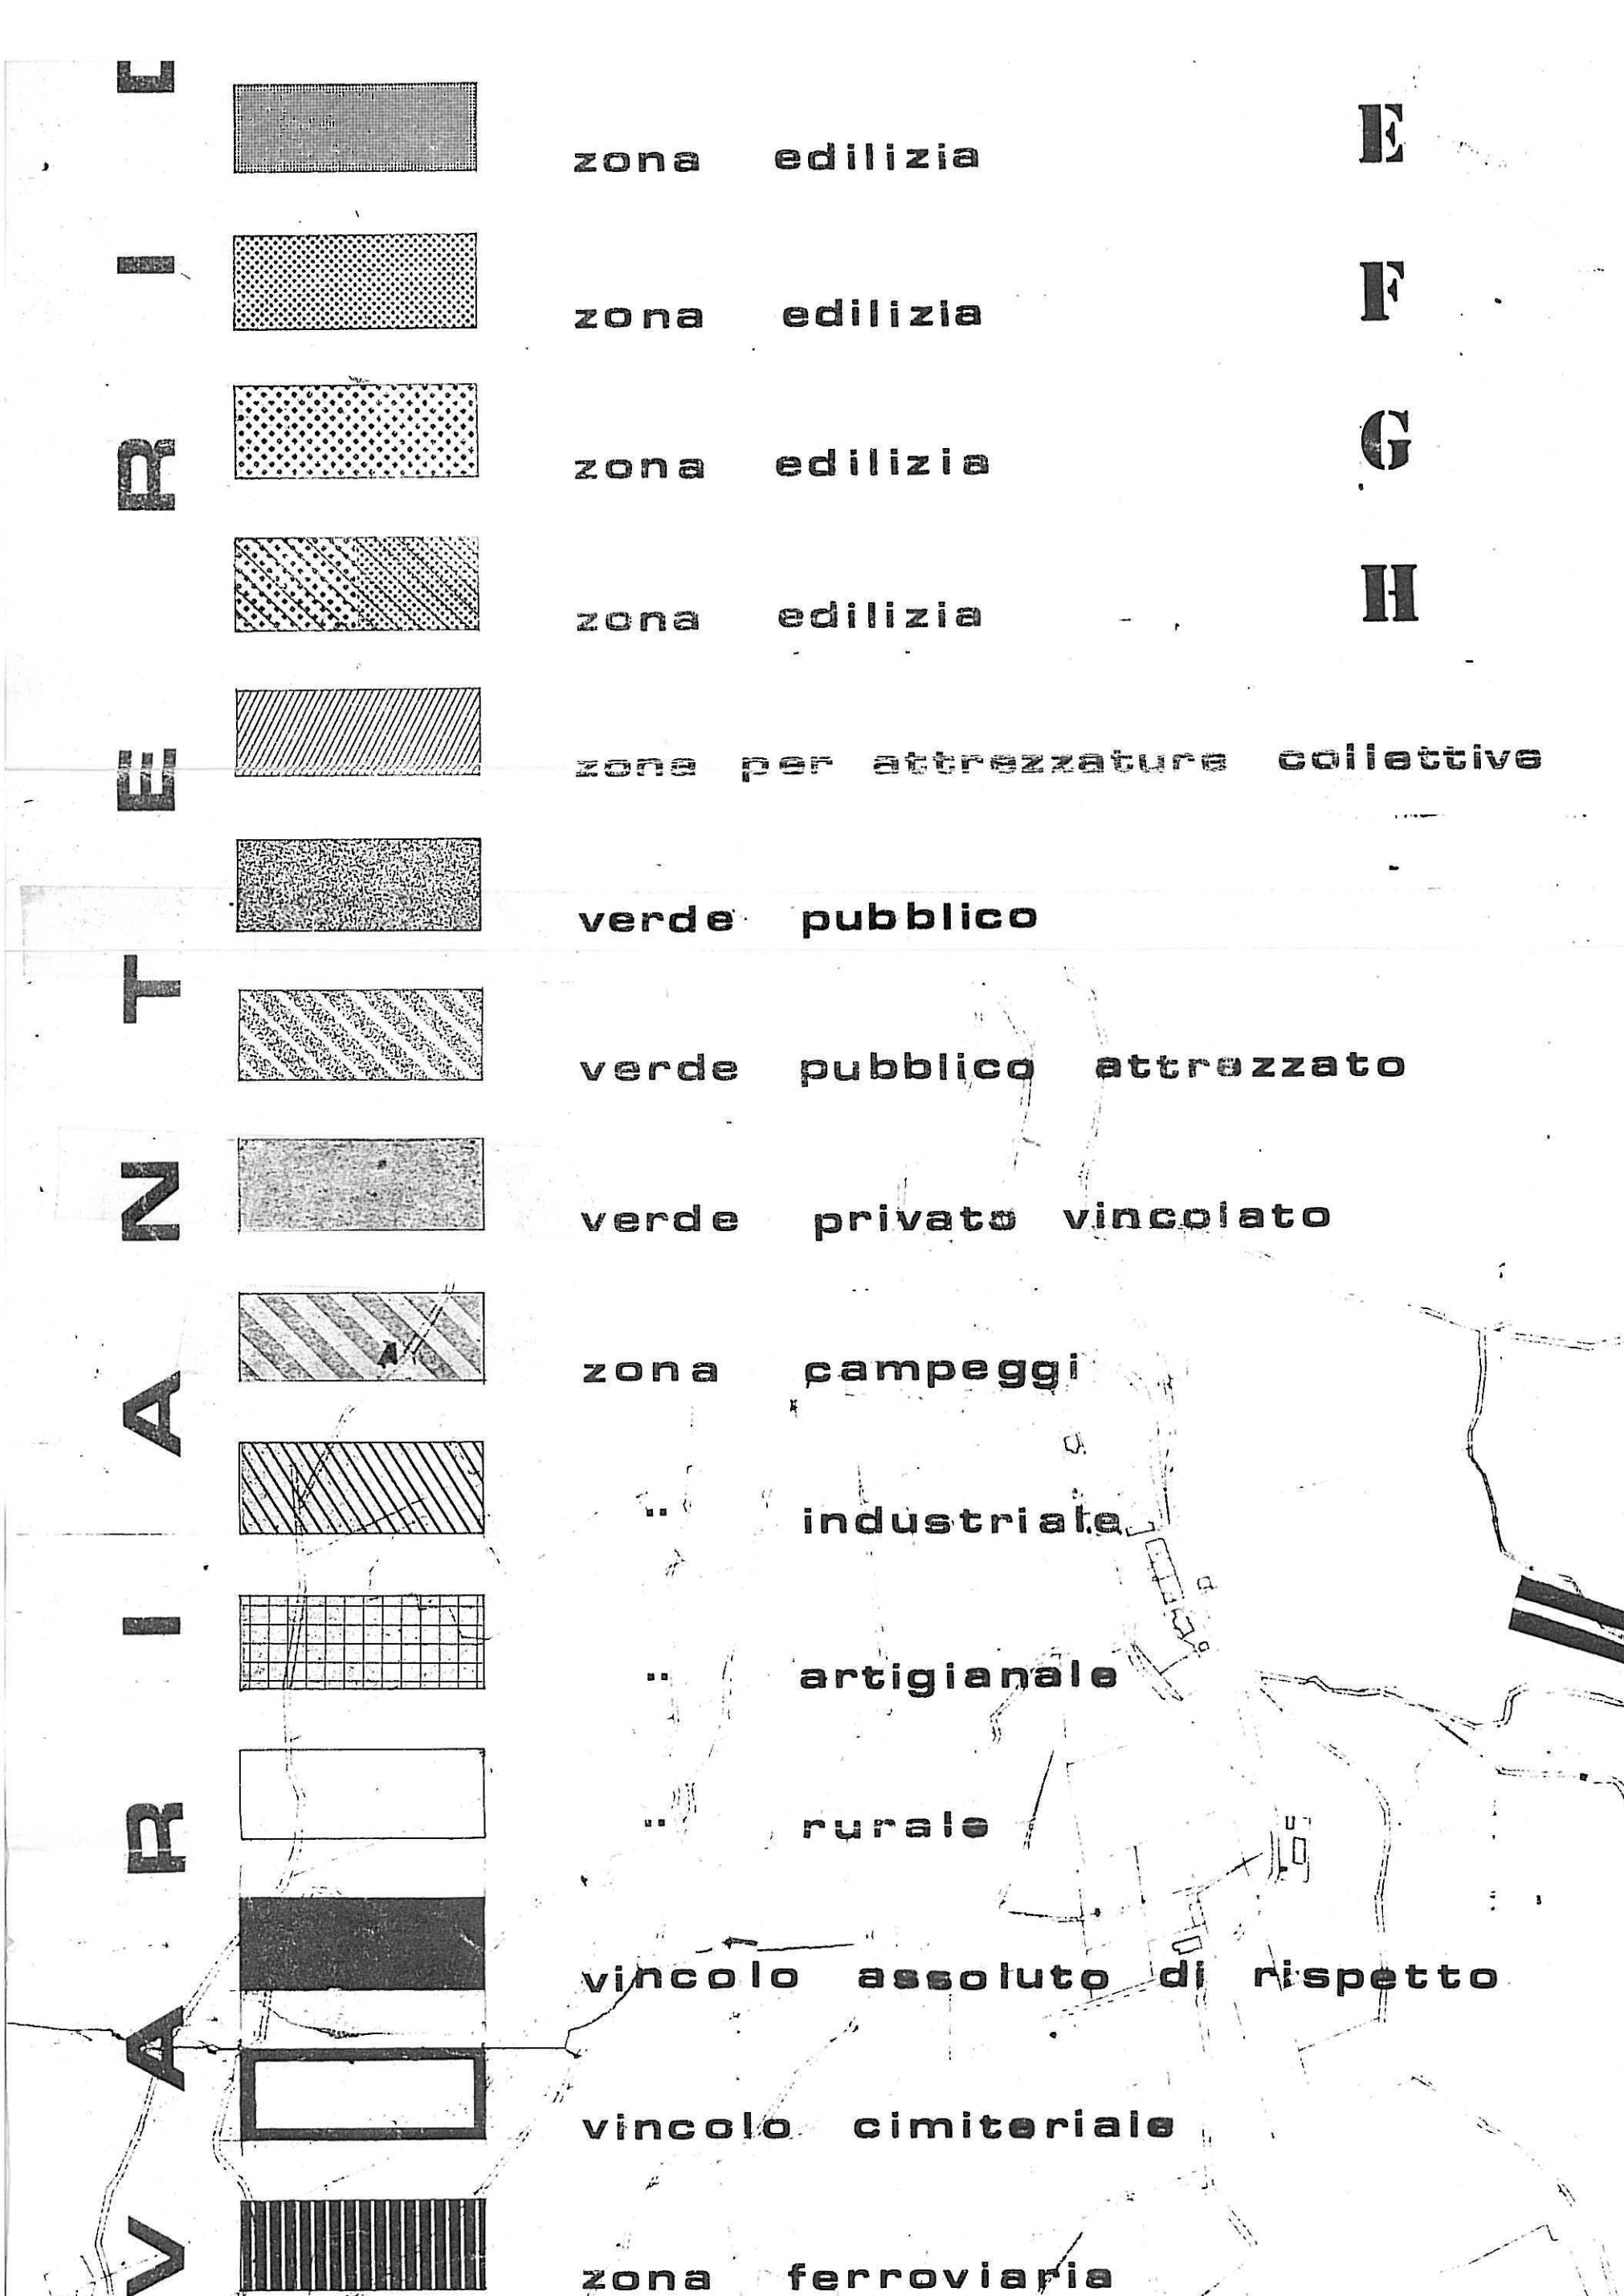 zona edilizia E
zona edilizia F
zona edilizia G
zona edilizia H
zona per attrezzature collettive
verde pubblico
verde pubblico attrezzato
verde privato vincolato
zona campeggi
A
" industriale
" artigianale
" rurale
vincolo assoluto di rispetto
vincolo cimiteriale
zona ferroviaria
VARIANTE RI